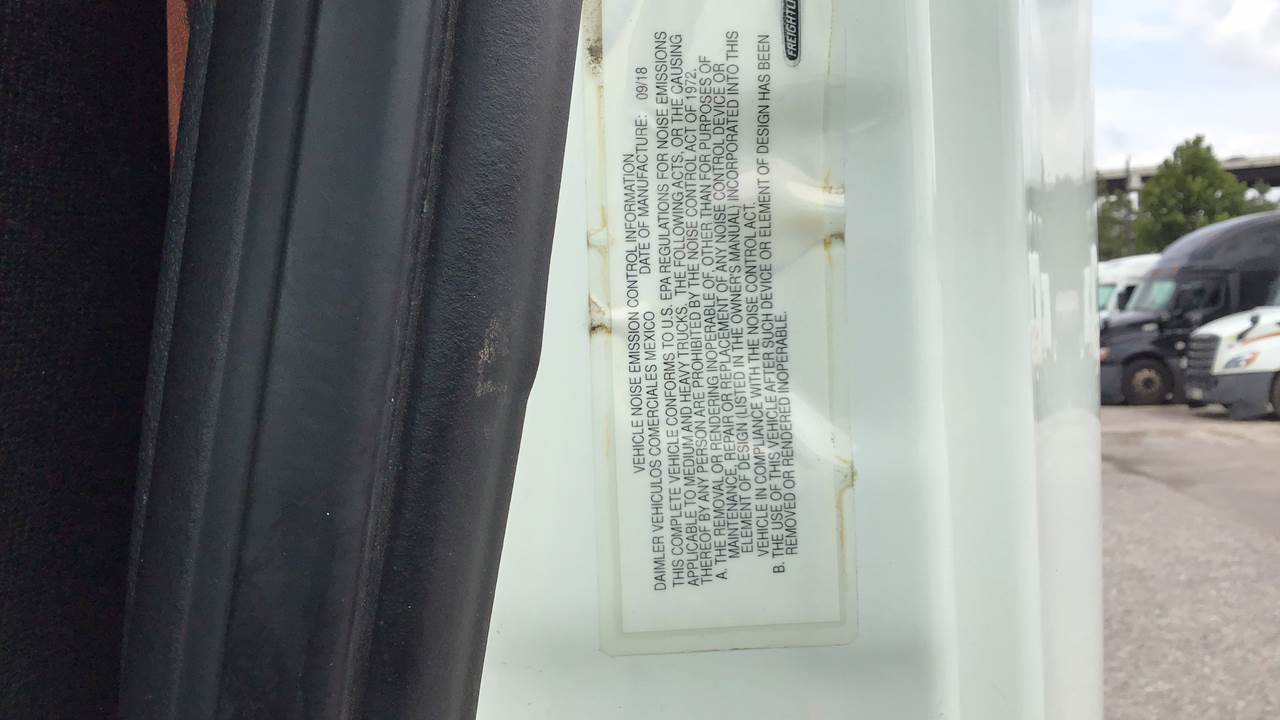 VEHICLE NOISE EMISSION CONTROL INFORMATION
DAIMLER VEHICULOS COMERCIALES MEXICO DATE OF MANUFACTURE: 09/18
THIS COMPLETE VEHICLE CONFORMS TO U.S. EPA REGULATIONS FOR NOISE EMISSIONS
APPLICABLE TO MEDIUM AND HEAVY TRUCKS. THE FOLLOWING ACTS, OR THE CAUSING
THEREOF BY ANY PERSON ARE PROHIBITED BY THE NOISE CONTROL ACT OF 1972.
A. THE REMOVAL OR RENDERING INOPERABLE OF, OTHER THAN FOR PURPOSES OF
MAINTENANCE, REPAIR OR REPLACEMENT OF ANY NOISE CONTROL DEVICE OR
ELEMENT OF DESIGN (LISTED IN THE OWNER'S MANUAL) INCORPORATED INTO THIS
VEHICLE IN COMPLIANCE WITH THE NOISE CONTROL ACT.
B. THE USE OF THIS VEHICLE AFTER SUCH DEVICE OR ELEMENT OF DESIGN HAS BEEN
REMOVED OR RENDERED INOPERABLE.